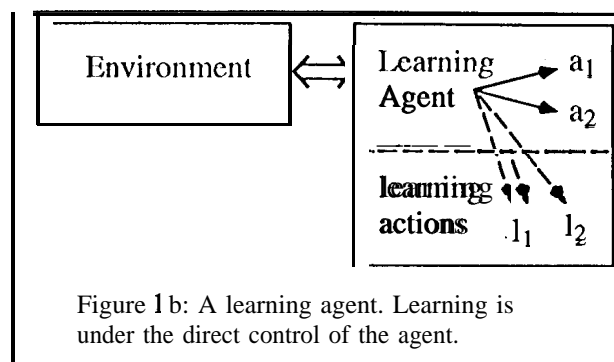 Environment
Learning a1
Agent
a2
learning
actions l1 l2
Figure 1b: A learning agent. Learning is
under the direct control of the agent.